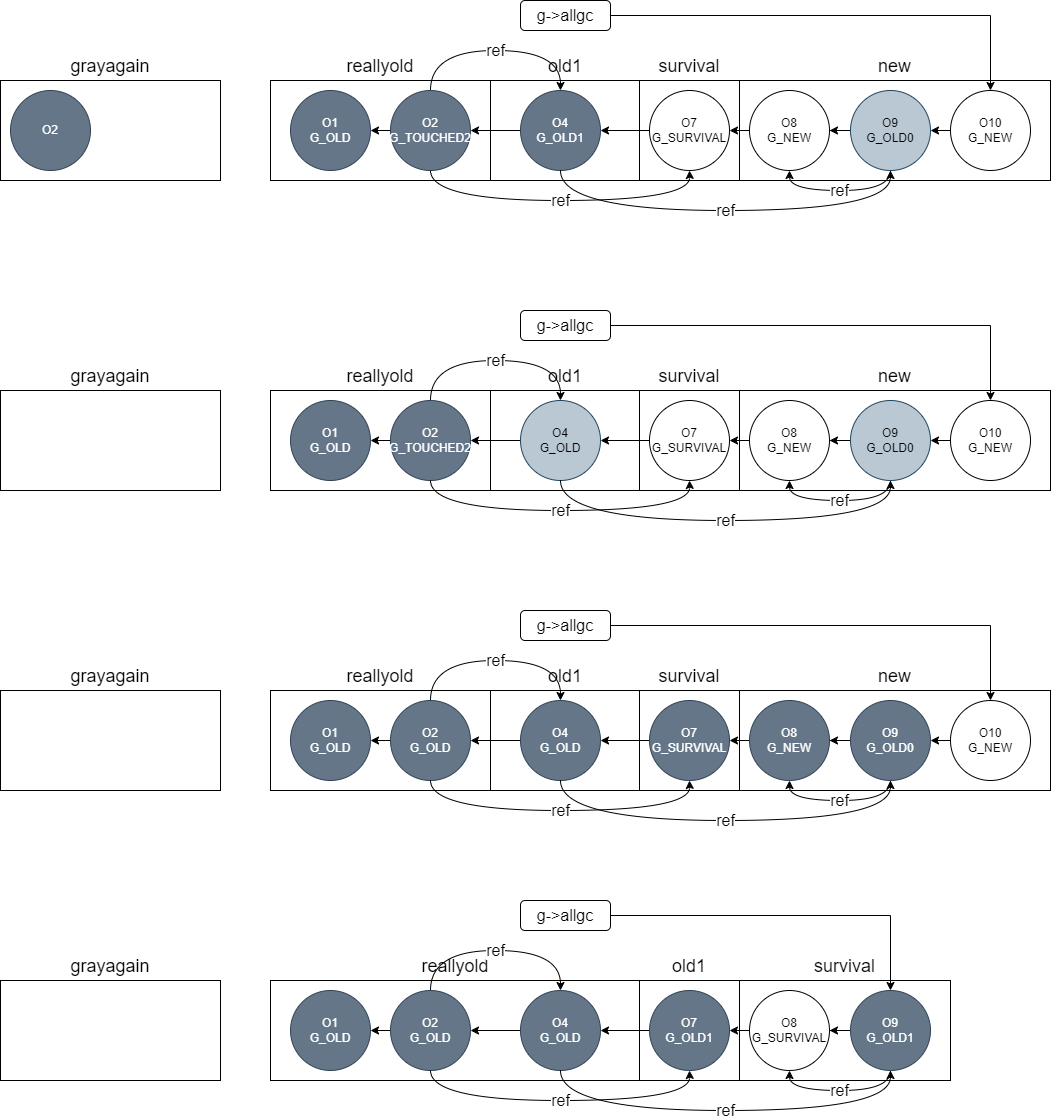 g->allgc
ref
grayagain
reallyold
old1
survival
new
O2
O1
G_OLD
O2
G_TOUCHED2
O4
G_OLD1
O7
G_SURVIVAL
O8
G_NEW
O9
G_OLD0
O10
G_NEW
ref
ref
ref
g->allgc
ref
grayagain
reallyold
old1
survival
new
O1
G_OLD
O2
G_TOUCHED2
O4
G_OLD
O7
G_SURVIVAL
O8
G_NEW
O9
G_OLD0
O10
G_NEW
ref
ref
ref
g->allgc
ref
grayagain
reallyold
old1
survival
new
O1
G_OLD
O2
G_OLD
O4
G_OLD
O7
G_SURVIVAL
O8
G_NEW
O9
G_OLD0
O10
G_NEW
ref
ref
ref
g->allgc
ref
grayagain
reallyold
old1
survival
O1
G_OLD
O2
G_OLD
O4
G_OLD
O7
G_OLD1
O8
G_SURVIVAL
O9
G_OLD1
ref
ref
ref